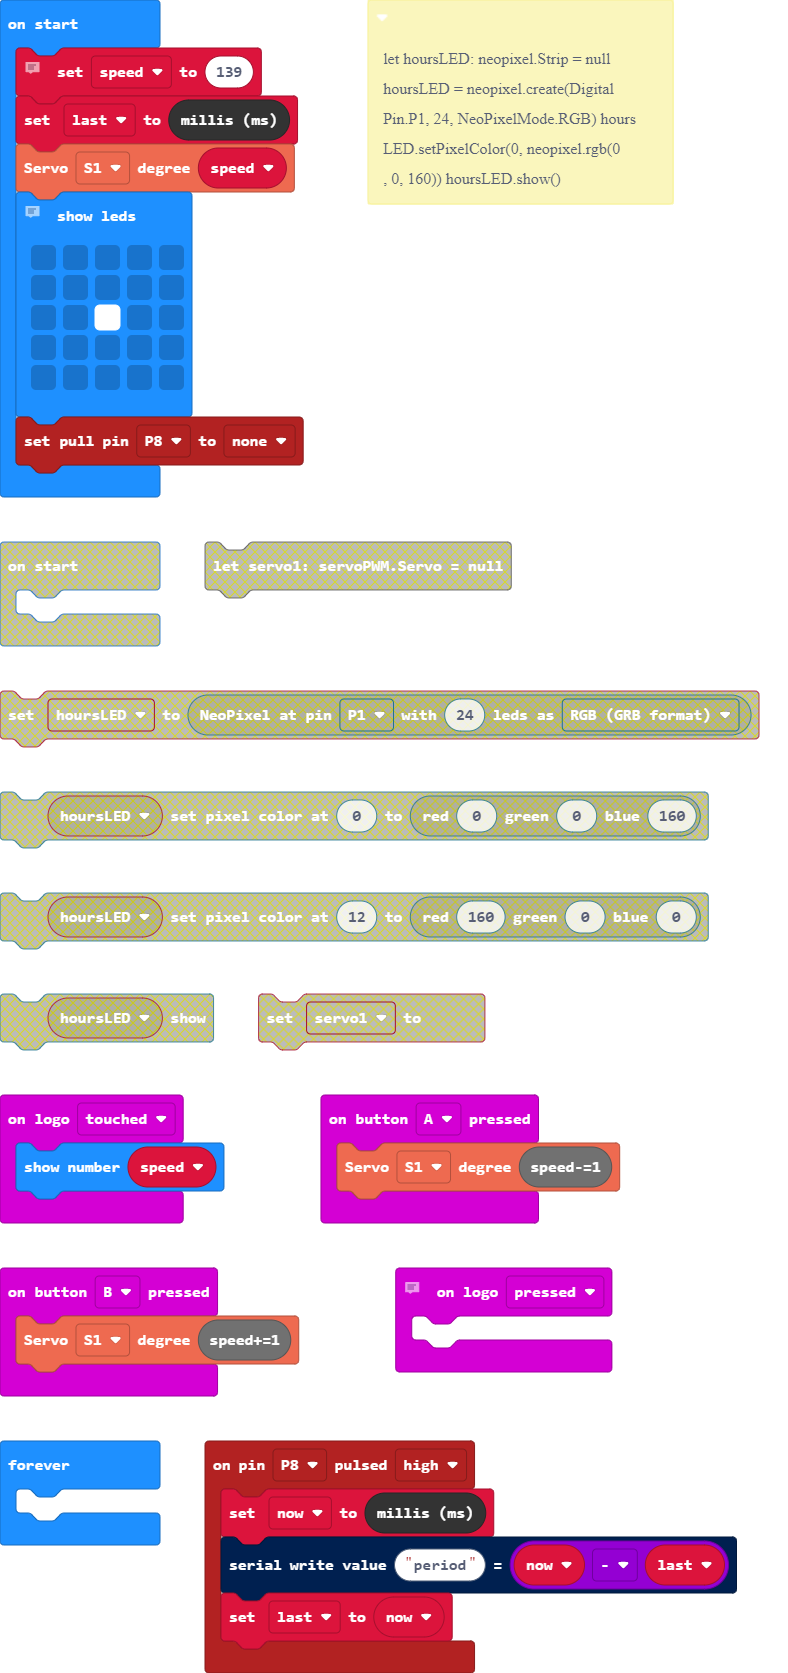 on start
set speed to 139
set last to millis (ms)
Servo S1 degree speed
show leds
set pull pin P8 to none
let hoursLED: neopixel.Strip = null
hoursLED = neopixel.create(Digital
Pin.P1, 24, NeoPixelMode.RGB) hours
LED.setPixelColor(0, neopixel.rgb(0
, 0, 160)) hoursLED.show()
on start
let servo1: servoPWM.Servo = null
set hoursLED to NeoPixel at pin P1 with 24 leds as RGB (GRB format)
hoursLED set pixel color at 0 to red 0 green 0 blue 160
hoursLED set pixel color at 12 to red 160 green 0 blue 0
hoursLED show
set servo1 to
on logo touched
show number speed
on button A pressed
Servo S1 degree speed-=1
on button B pressed
Servo S1 degree speed+=1
on logo pressed
forever
on pin P8 pulsed high
set now to millis (ms)
serial write value "period" = now - last
set last to now